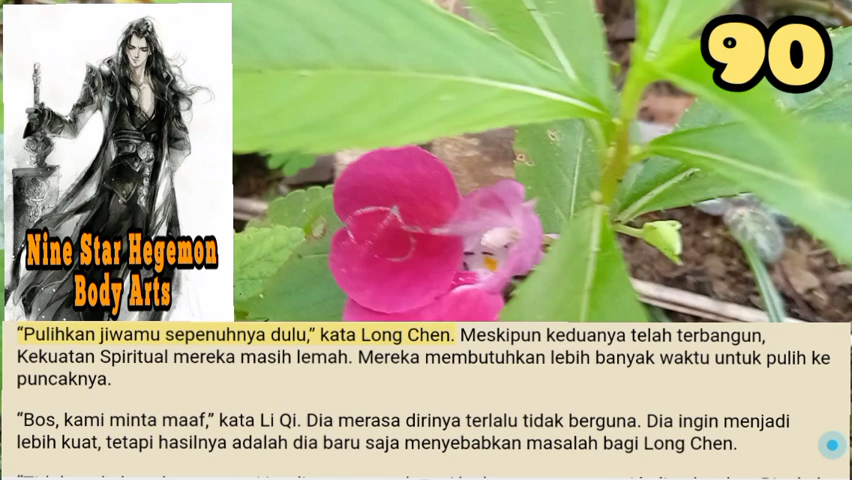 90
Nine Star Hegemon
Body Arts
“Pulihkan jiwamu sepenuhnya dulu,” kata Long Chen. Meskipun keduanya telah terbangun,
Kekuatan Spiritual mereka masih lemah. Mereka membutuhkan lebih banyak waktu untuk pulih ke
puncaknya.
“Bos, kami minta maaf,” kata Li Qi. Dia merasa dirinya terlalu tidak berguna. Dia ingin menjadi
lebih kuat, tetapi hasilnya adalah dia baru saja menyebabkan masalah bagi Long Chen.